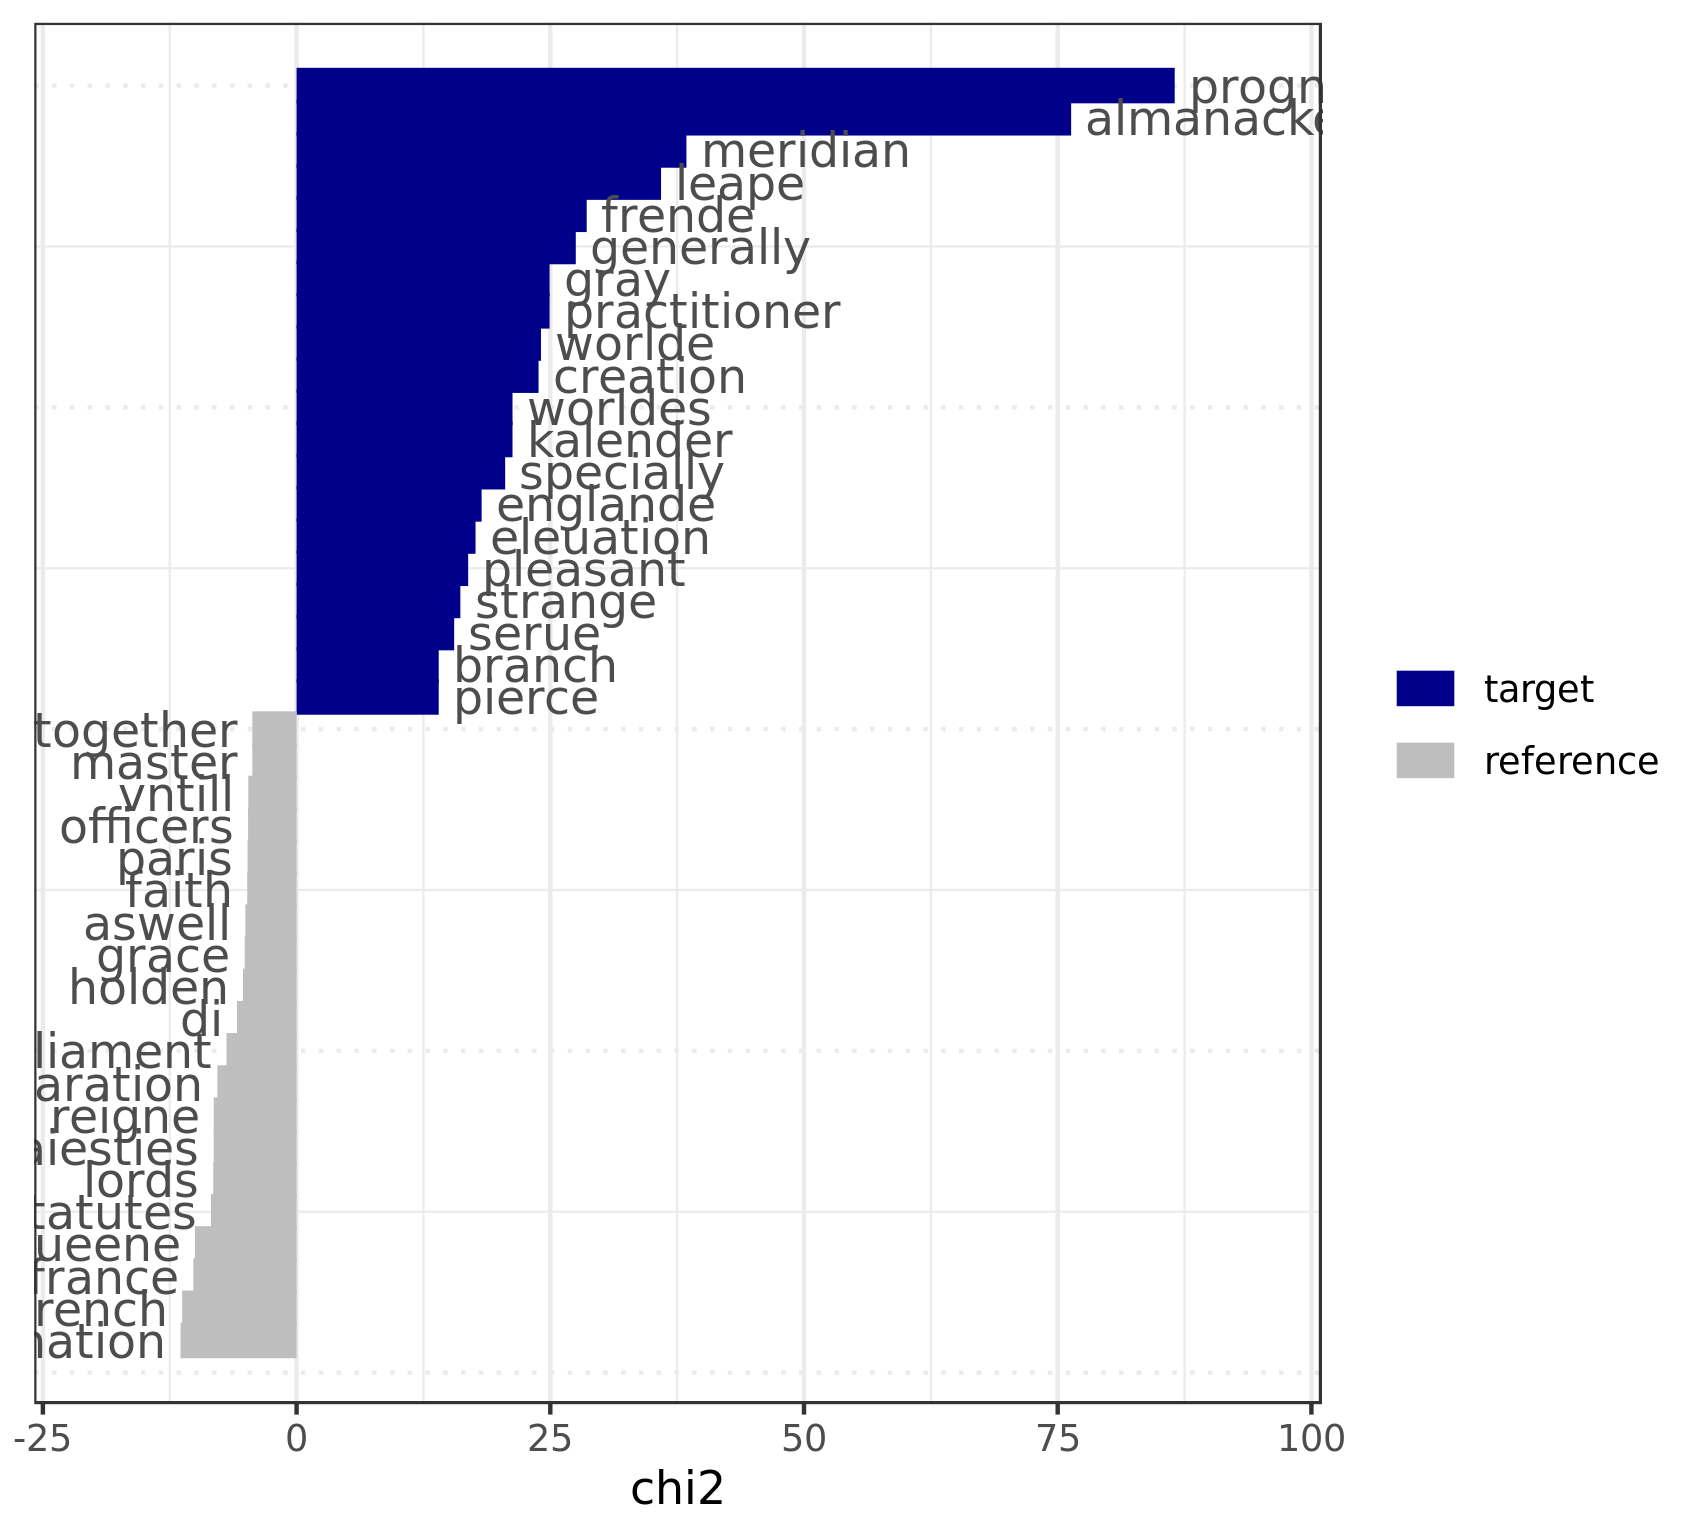 progn
almanacke
meridian
leape
frende
generally
gray
practitioner
worlde
creation
worldes
kalender
specially
englande
eleuation
pleasant
strange
serue
branch
pierce
together
master
vntill
officers
paris
faith
aswell
grace
holden
di
liament
aration
reigne
aiesties
lords
tatutes
ueene
france
rench
nation
target
reference
-25 0 25 50 75 100
chi2